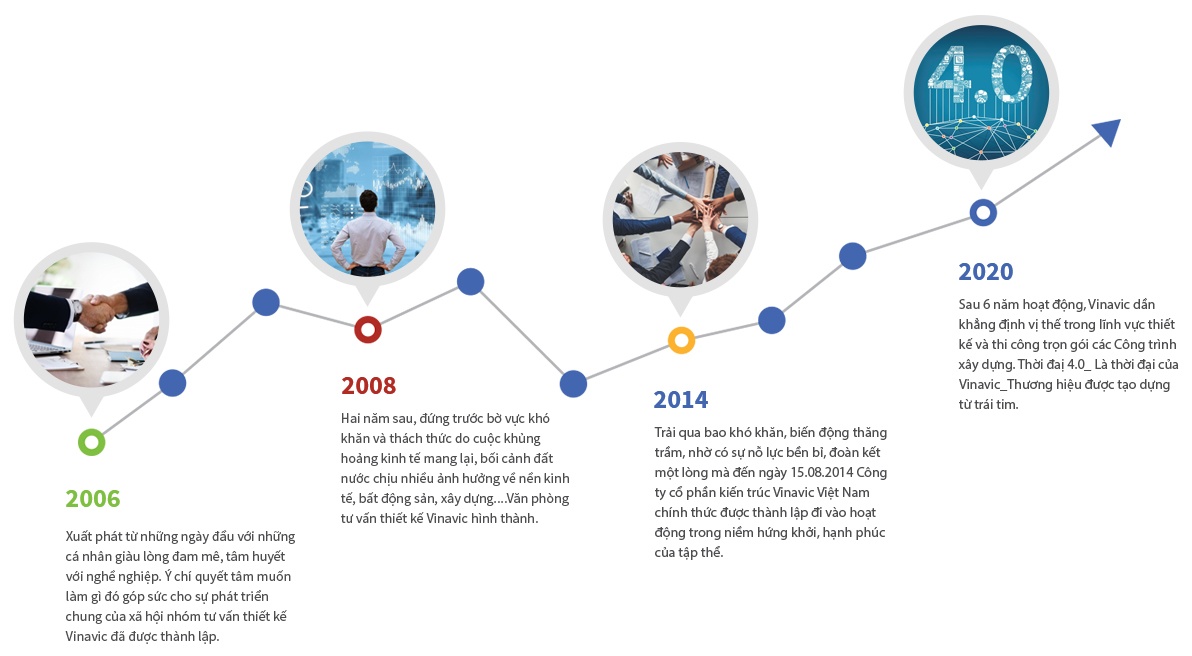 4.0
2006
Xuất phát từ những ngày đầu với những
cá nhân giàu lòng đam mê, tâm huyết
với nghề nghiệp. Ý chí quyết tâm muốn
làm gì đó góp sức cho sự phát triển
chung của xã hội nhóm tư vấn thiết kế
Vinavic đã được thành lập.
2008
Hai năm sau, đứng trước bờ vực khó
khăn và thách thức do cuộc khủng
hoảng kinh tế mang lại, bối cảnh đất
nước chịu nhiều ảnh hưởng về nền kinh
tế, bất động sản, xây dựng....Văn phòng
tư vấn thiết kế Vinavic hình thành.
2014
Trải qua bao khó khăn, biến động thăng
trầm, nhờ có sự nỗ lực bền bỉ, đoàn kết
một lòng mà đến ngày 15.08.2014 Công
ty cổ phần kiến trúc Vinavic Việt Nam
chính thức được thành lập đi vào hoạt
động trong niềm hứng khởi, hạnh phúc
của tập thể.
2020
Sau 6 năm hoạt động, Vinavic dần
khẳng định vị thế trong lĩnh vực thiết
kế và thi công trọn gói các Công trình
xây dựng. Thời đaị 4.0_ Là thời đại của
Vinavic_Thương hiệu được tạo dựng
từ trái tim.